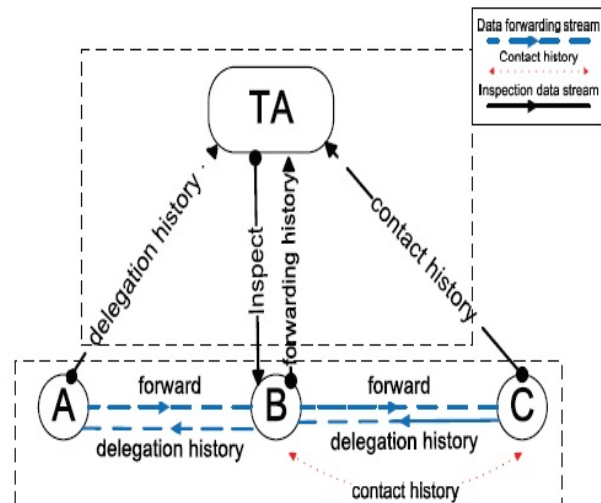 Data forwarding stream
Contact history
Inspection data stream
TA
delegation history
Inspect
forwarding history
contact history
A
forward
B
forward
C
delegation history
delegation history
contact history